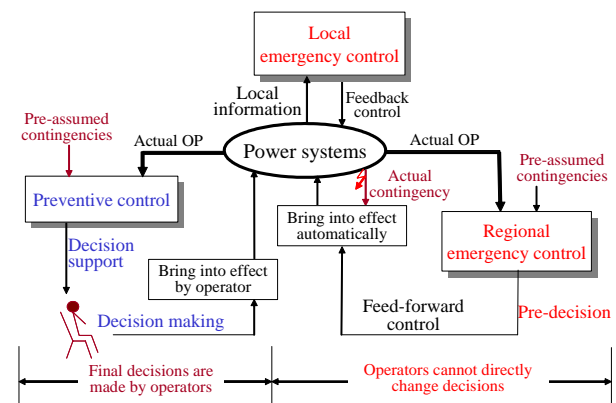 Local
emergency control
Local
information
Feedback
control
Pre-assumed
contingencies
Actual OP
Actual OP
Power systems
Pre-assumed
contingencies
Actual
contingency
Preventive control
Bring into effect
automatically
Regional
emergency control
Decision
support
Bring into effect
by operator
Decision making
Feed-forward
control
Pre-decision
Final decisions are
made by operators
Operators cannot directly
change decisions